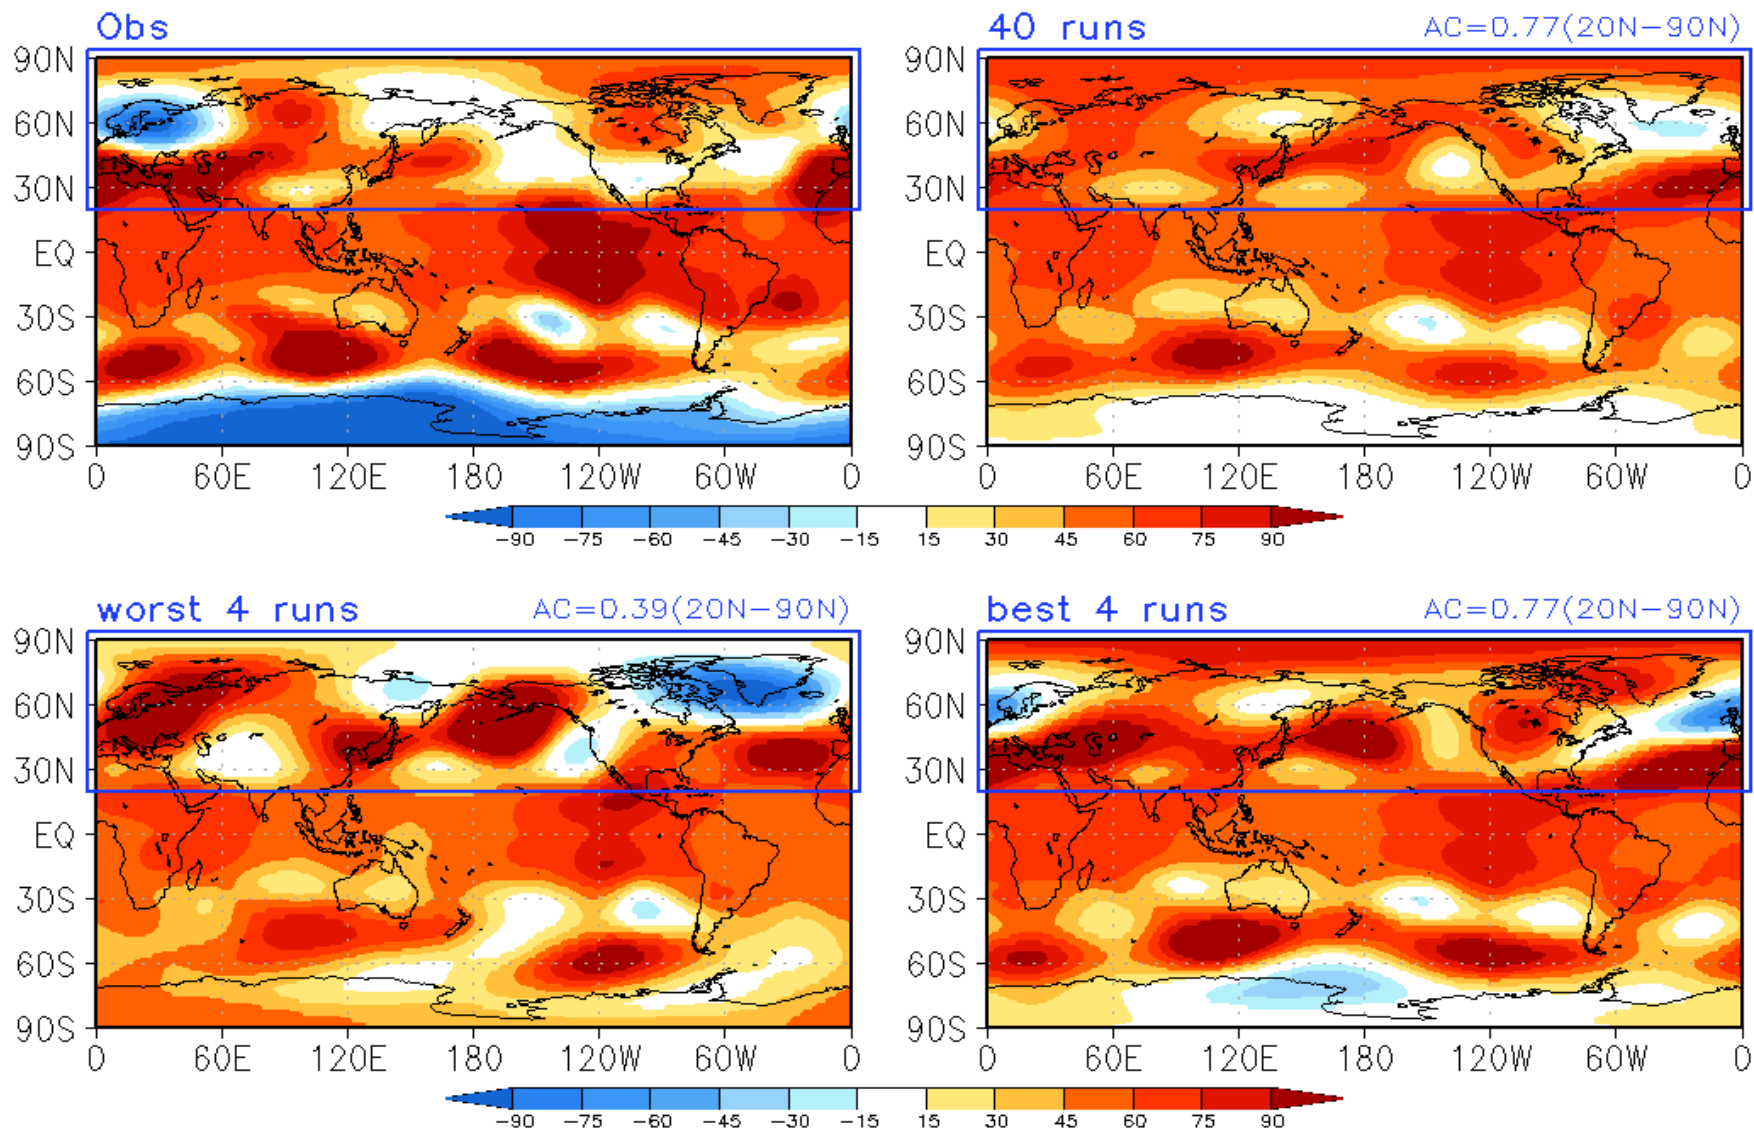 Obs
40 runs AC=0.77(20N-90N)
90N
60N
30N
EQ
30S
60S
90S
0 60E 120E 180 120W 60W 0
90N
60N
30N
EQ
30S
60S
90S
0 60E 120E 180 120W 60W 0
-90 -75 -60 -45 -30 -15 15 30 45 60 75 90
worst 4 runs AC=0.39(20N-90N)
best 4 runs AC=0.77(20N-90N)
90N
60N
30N
EQ
30S
60S
90S
0 60E 120E 180 120W 60W 0
90N
60N
30N
EQ
30S
60S
90S
0 60E 120E 180 120W 60W 0
-90 -75 -60 -45 -30 -15 15 30 45 60 75 90